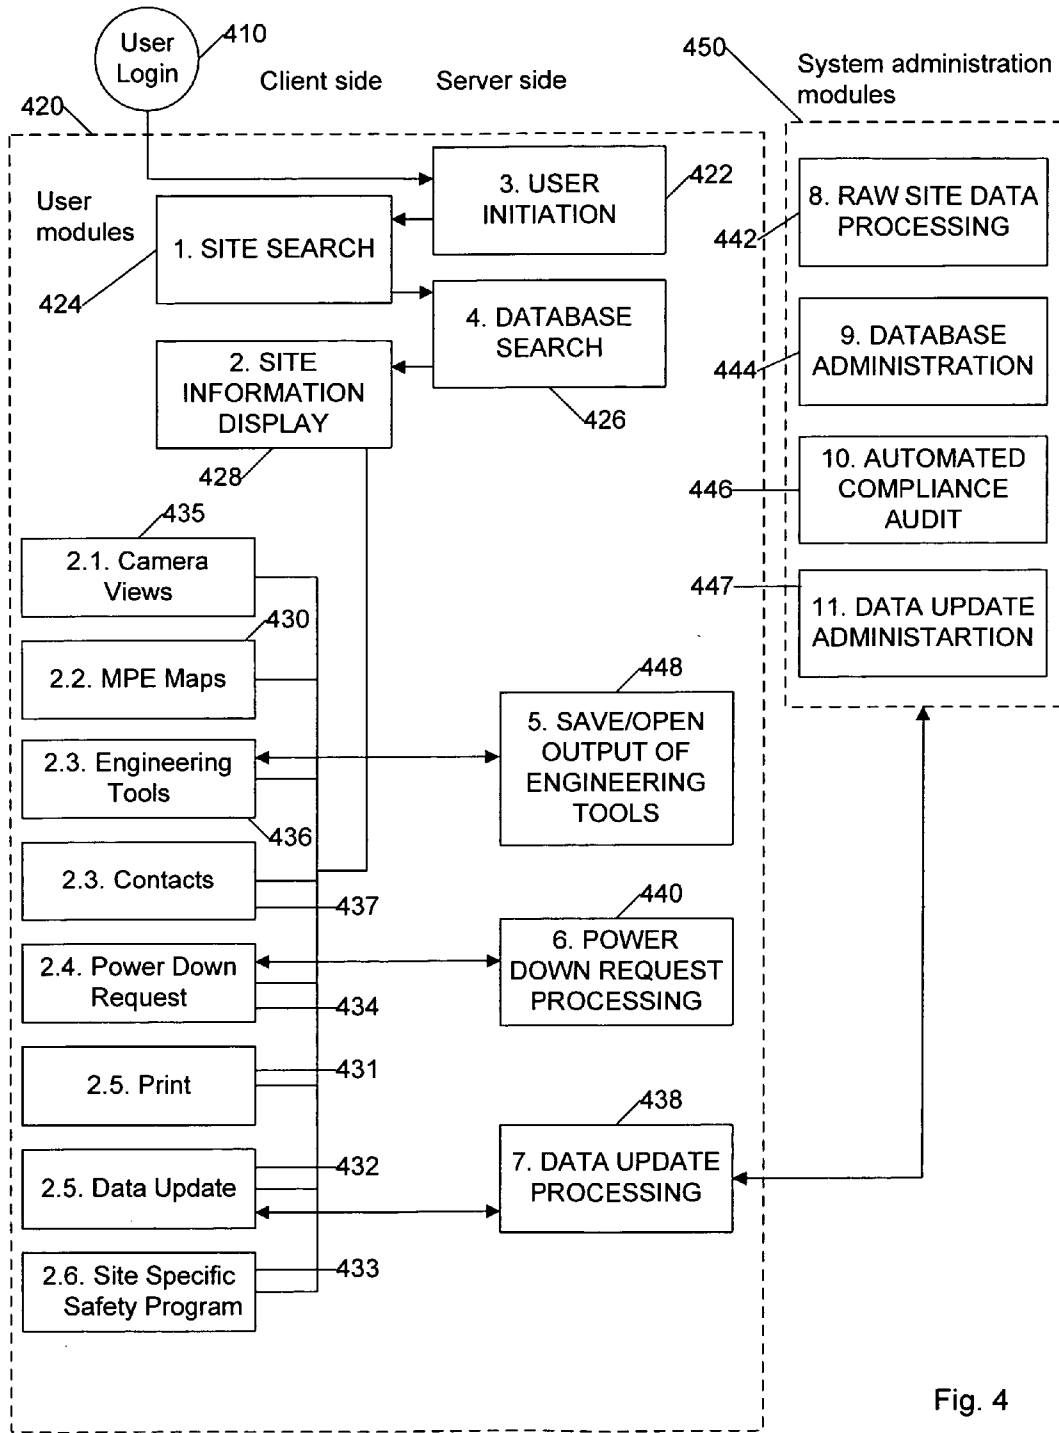 User
Login
410
450
Client side
Server side
System administration
modules
420
3. USER
INITIATION
422
8. RAW SITE DATA
PROCESSING
442
User
modules
1. SITE SEARCH
424
4. DATABASE
SEARCH
426
9. DATABASE
ADMINISTRATION
444
2. SITE
INFORMATION
DISPLAY
428
10. AUTOMATED
COMPLIANCE
AUDIT
446
435
2.1. Camera
Views
447
11. DATA UPDATE
ADMINISTARTION
430
2.2. MPE Maps
448
5. SAVE/OPEN
OUTPUT OF
ENGINEERING
TOOLS
2.3. Engineering
Tools
436
2.3. Contacts
437
440
6. POWER
DOWN REQUEST
PROCESSING
2.4. Power Down
Request
434
2.5. Print
431
438
7. DATA UPDATE
PROCESSING
2.5. Data Update
432
2.6. Site Specific
Safety Program
433
Fig. 4